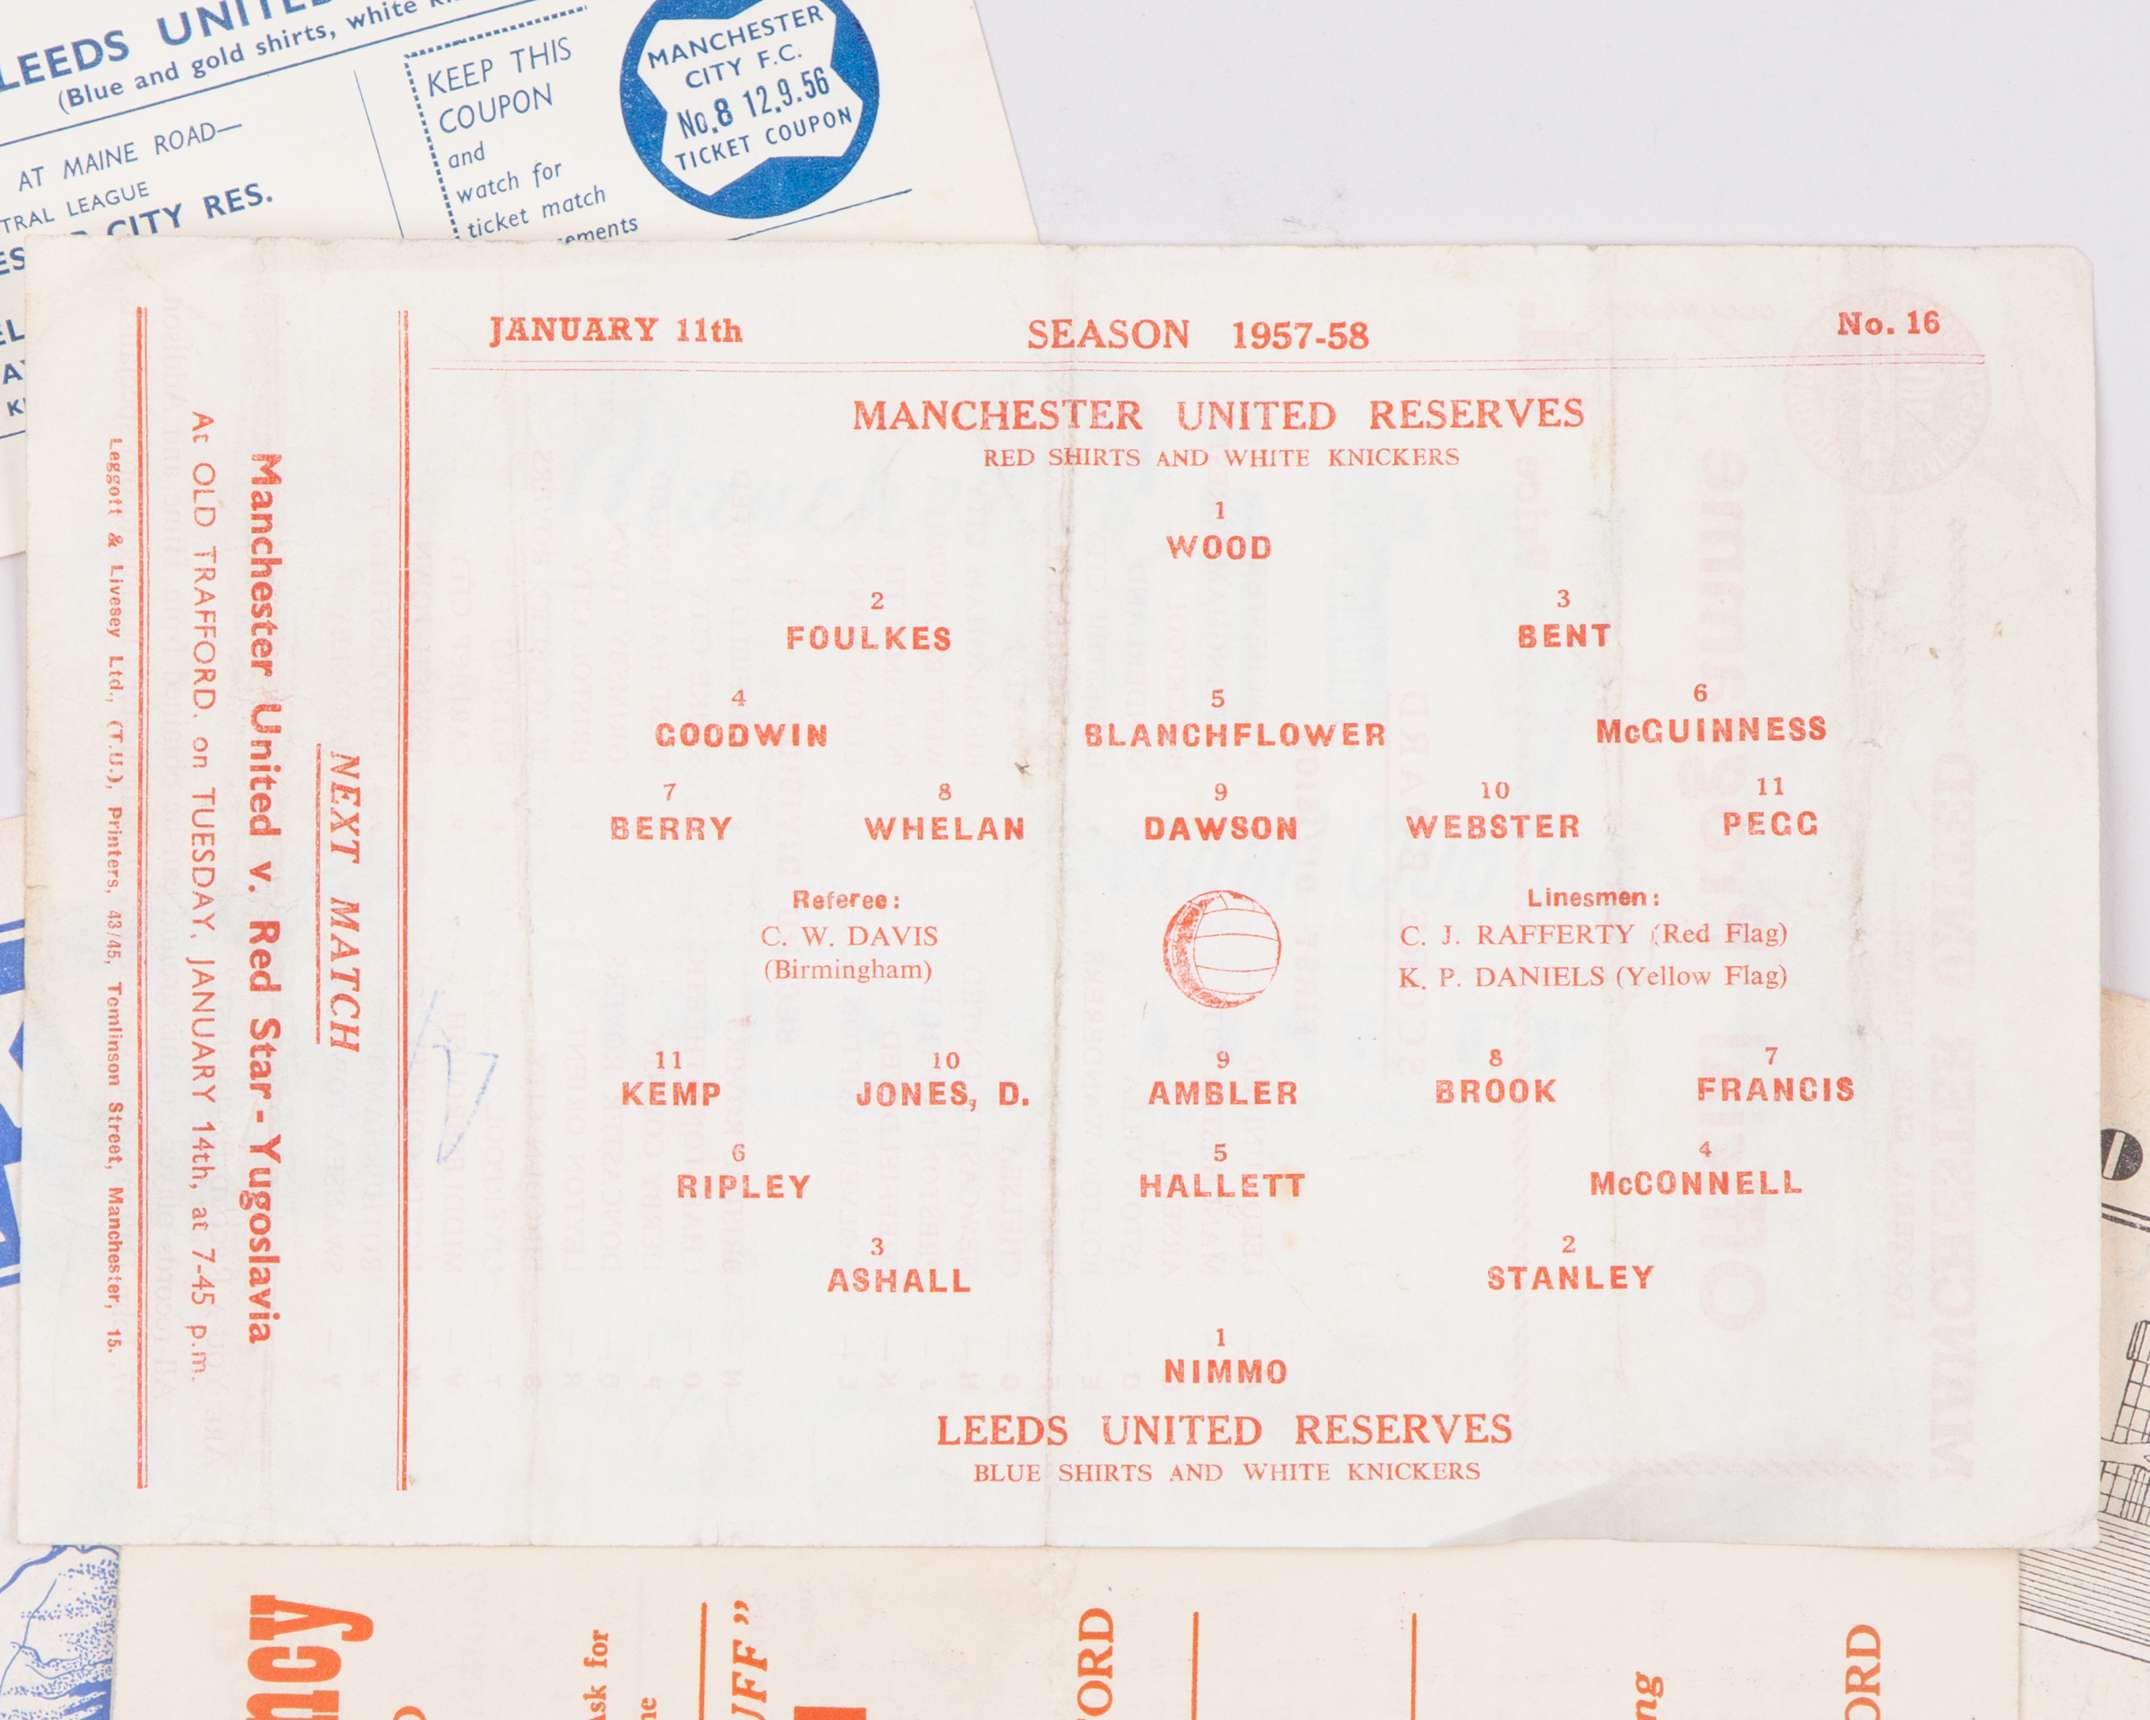 LEEDS UNITED
(Blue and gold shirts, white
AT MAINE ROAD—
LEAGUE
CITY RES.
KEEP THIS
COUPON
and
watch for
ticket match
MANCHESTER
CITY F.C.
No.8 12.9.56
TICKET COUPON
JANUARY 11th SEASON 1957-58 No. 16
MANCHESTER UNITED RESERVES
RED SHIRTS AND WHITE KNICKERS
1
WOOD
2 3
FOULKES BENT
4 5 6
GOODWIN BLANCHFLOWER McGUINNESS
7 8 9 10 11
BERRY WHELAN DAWSON WEBSTER PEGG
Referee: Linesmen:
C. W. DAVIS C. J. RAFFERTY (Red Flag)
(Birmingham) K. P. DANIELS (Yellow Flag)
11 10 9 8 7
KEMP JONES, D. AMBLER BROOK FRANCIS
6 5 4
RIPLEY HALLETT McCONNELL
3 2
ASHALL STANLEY
1
NIMMO
LEEDS UNITED RESERVES
BLUE SHIRTS AND WHITE KNICKERS
NEXT MATCH
Manchester United v. Red Star - Yugoslavia
At OLD TRAFFORD, on TUESDAY, JANUARY 14th, at 7-45 p.m.
Leggott & Livesey Ltd., (T.U.), Printers, 43/45, Tomlinson Street, Manchester, 15.
Ask for